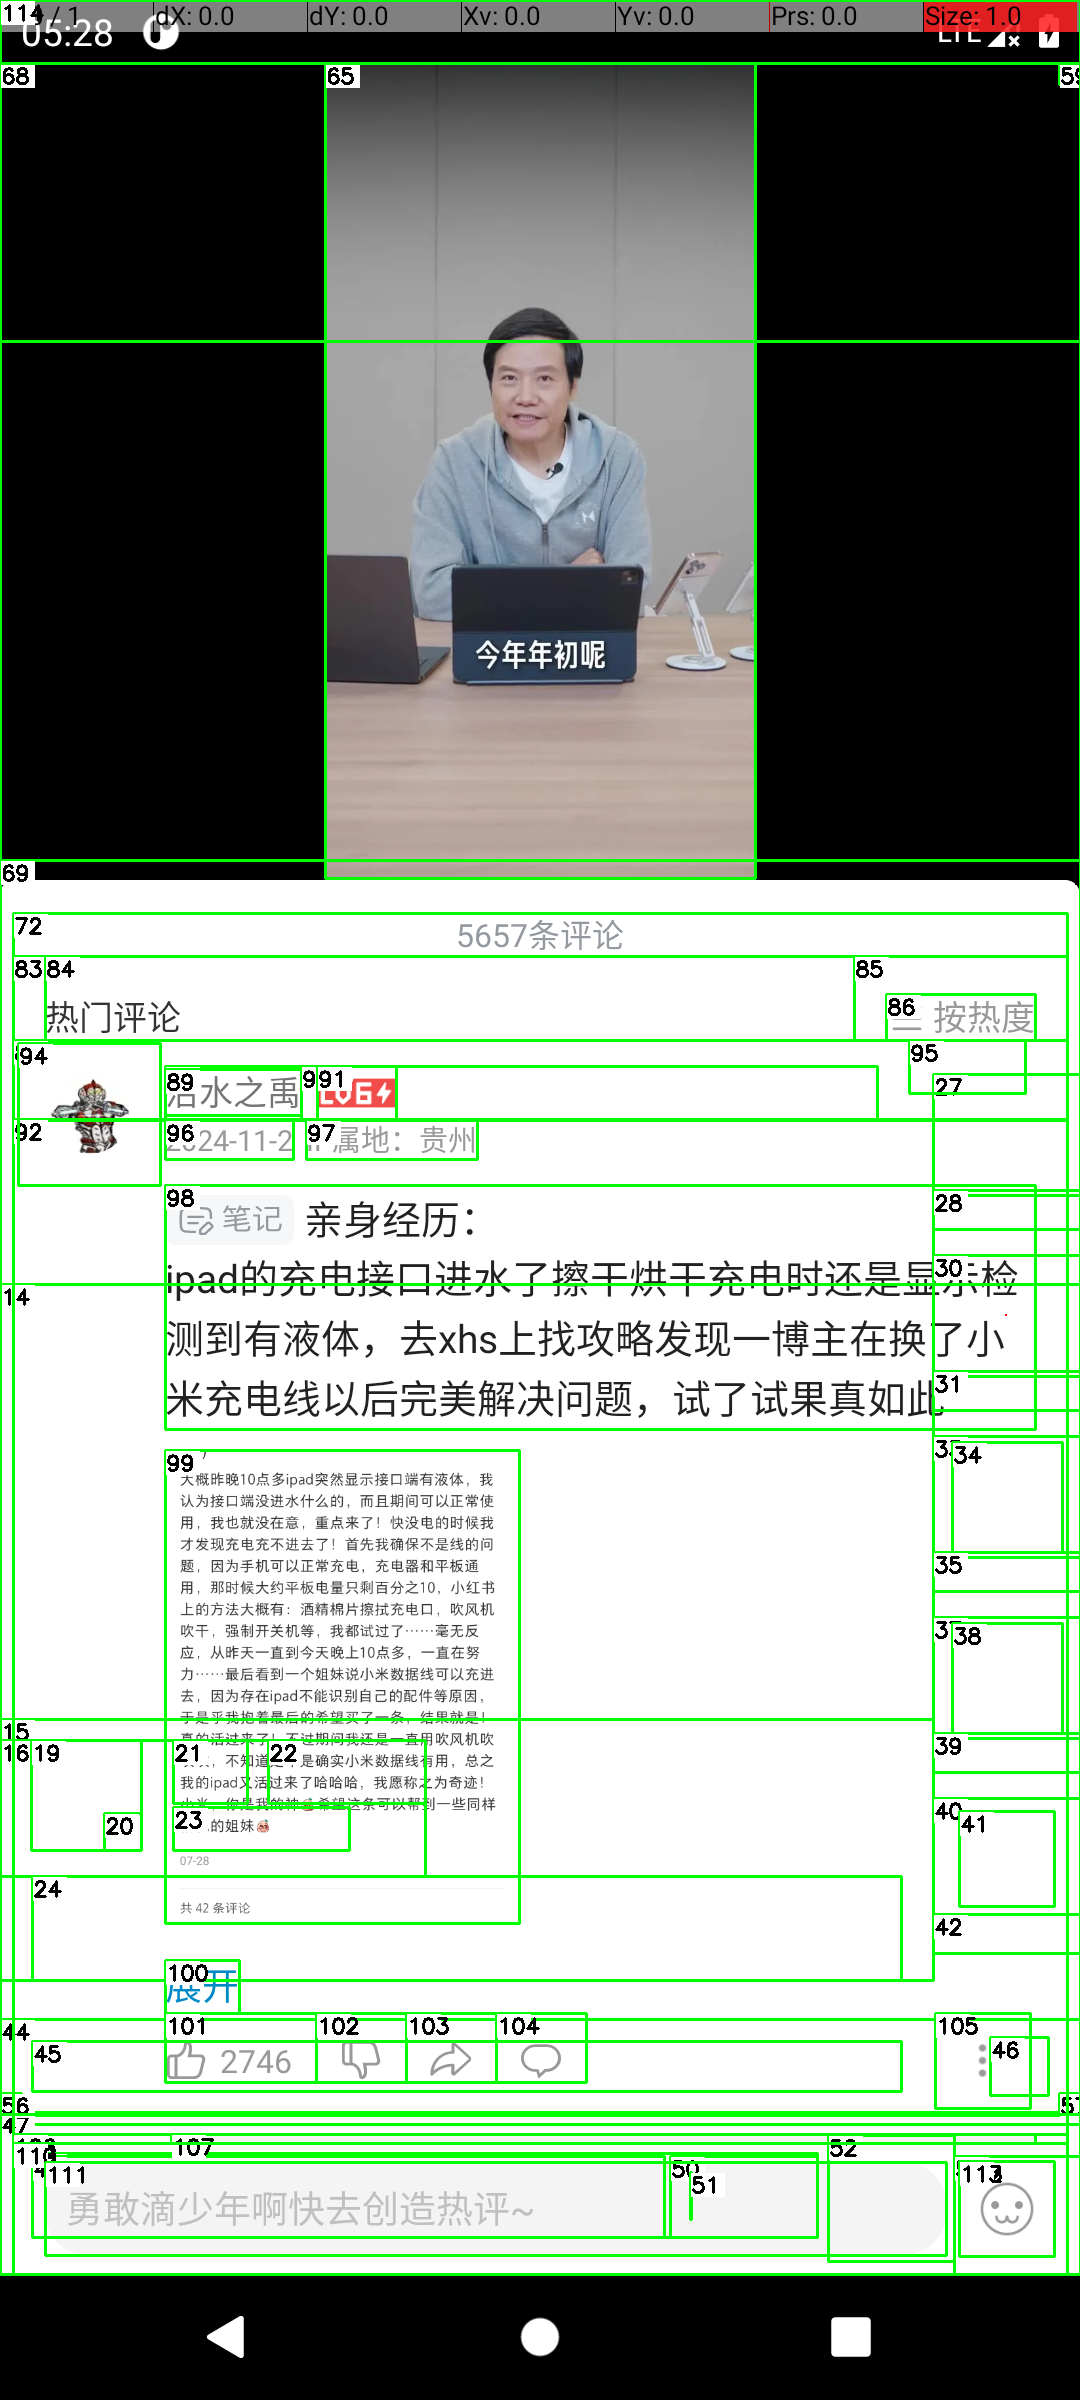 05:28
/ 1 dX: 0.0 dY: 0.0 Xv: 0.0 Yv: 0.0 Prs: 0.0 Size: 1.0
LTE
114
68
65
今年年初呢
69
72
5657条评论
83 84 85
热门评论
86 按热度
94 95
89 水之禹 91 LV6
27
92 96 97
属地：贵州
98 笔记 亲身经历：
28
ipad的充电接口进水了擦干烘干充电时还是显示检
30
14
测到有液体，去xhs上找攻略发现一博主在换了小
米充电线以后完美解决问题，试了试果真如此
31
99
大概昨晚10点多ipad突然显示接口端有液体，我
认为接口端没进水什么的，而且期间可以正常使
用，我也就没在意，重点来了！快没电的时候我
才发现充电充不进去了！首先我确保不是线的问
题，因为手机可以正常充电，充电器和平板通
用，那时候大约平板电量只剩百分之10，小红书
上的方法大概有：酒精棉片擦拭充电口，吹风机
吹干，强制开关机等，我都试过了……毫无反
应，从昨天一直到今天晚上10点多，一直在努
力……最后看到一个姐妹说小米数据线可以充进
去，因为存在ipad不能识别自己的配件等原因，
于是乎我抱着最后的希望买了一条，结果就是！
真的活过来了！不过期间我还是一直用吹风机吹
，不知道 是确实小米数据线有用，总之
我的ipad又活过来了哈哈哈，我愿称之为奇迹！
小米，你是我的神 希望这条可以帮到一些同样
的姐妹
07-28
共 42 条评论
34
35
38
15
16 19 21 22
39
20 23
40 41
24
42
100
展开
44
101 102 103 104 105
45 2746 46
56
47
107 52
111 50 51 113
勇敢滴少年啊快去创造热评~